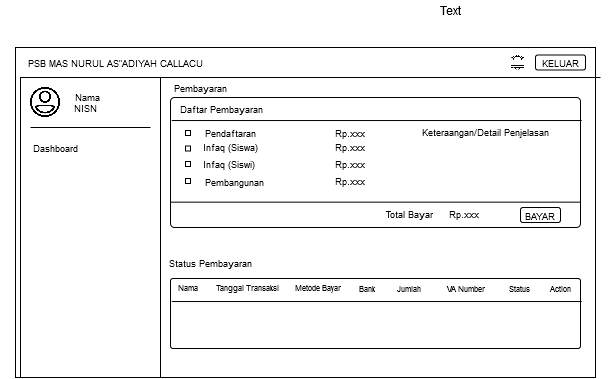 Text
PSB MAS NURUL AS"ADIYAH CALLACU
KELUAR
Nama
NISN
Dashboard
Pembayaran
Daftar Pembayaran
Pendaftaran Rp.xxx Keteraangan/Detail Penjelasan
Infaq (Siswa) Rp.xxx
Infaq (Siswi) Rp.xxx
Pembangunan Rp.xxx
Total Bayar Rp.xxx BAYAR
Status Pembayaran
Nama Tanggal Transaksi Metode Bayar Bank Jumlah VA Number Status Action